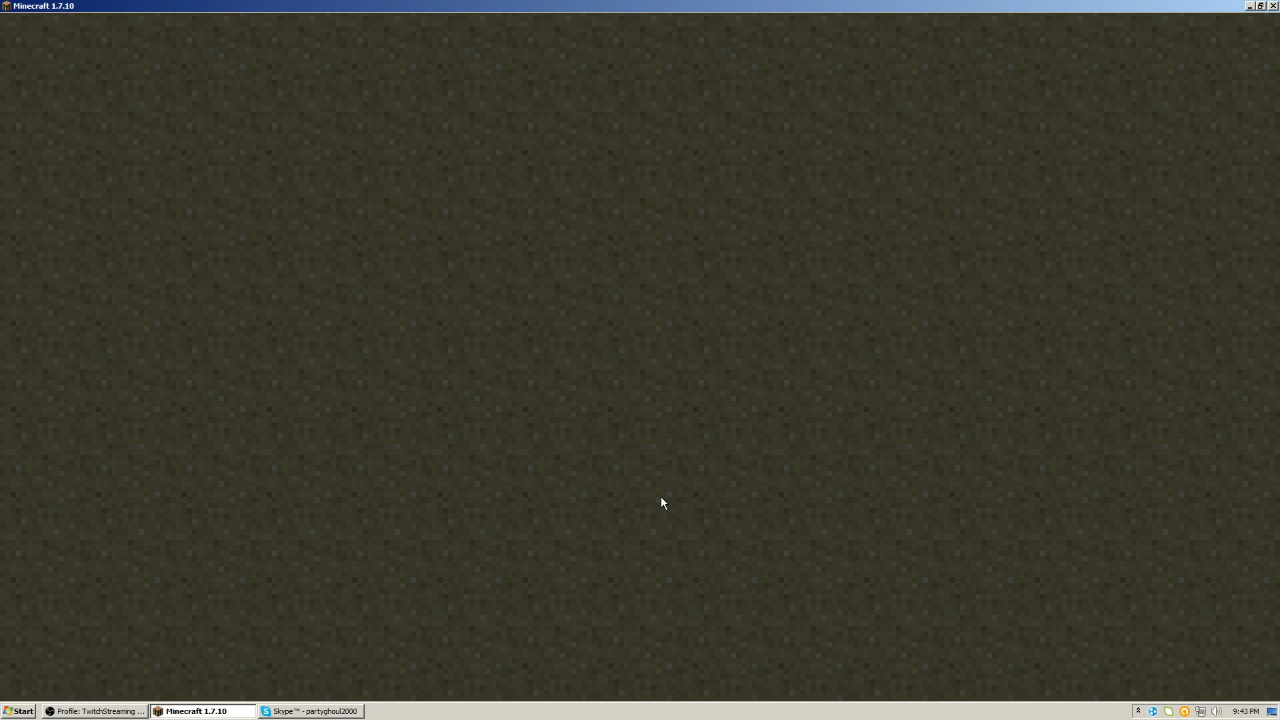 Minecraft 1.7.10
Start
Profile: TwitchStreaming ...
Minecraft 1.7.10
Skype™ - partyghoul2000
9:43 PM